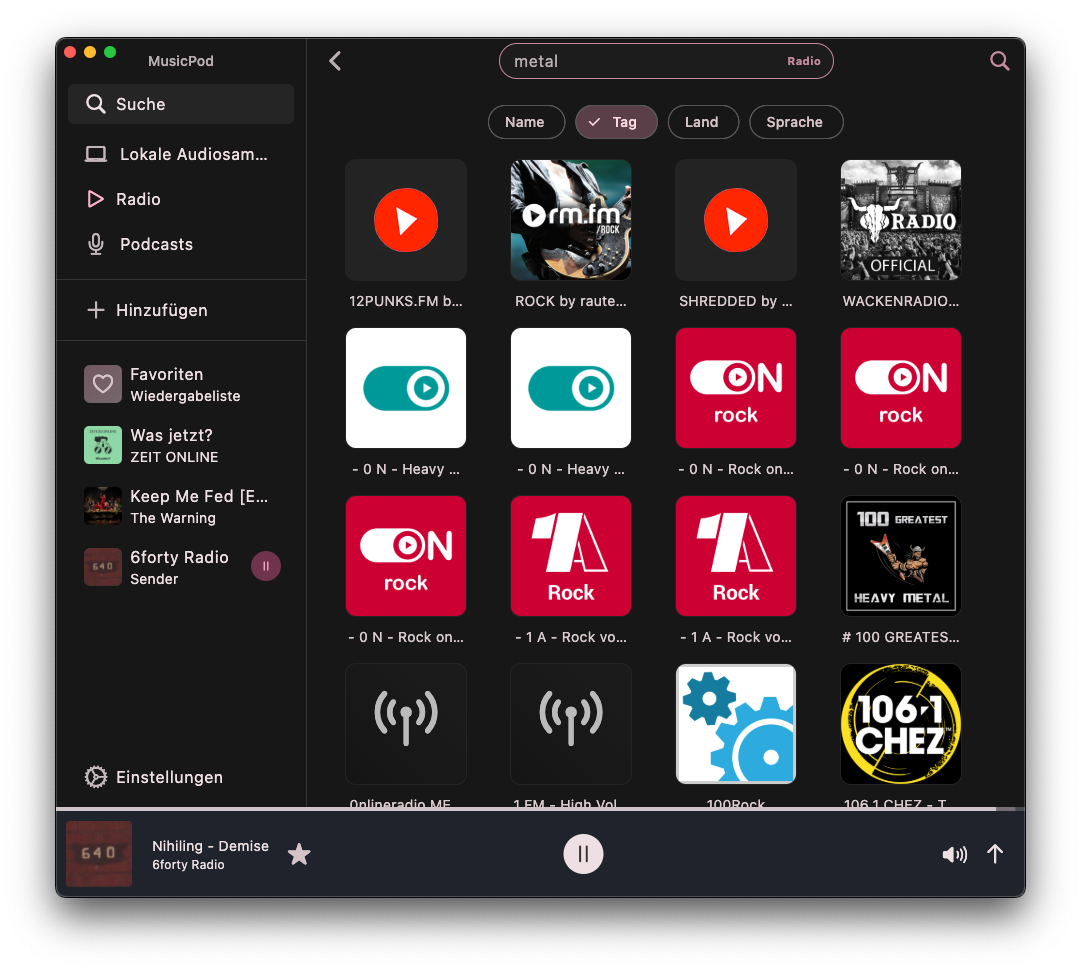 MusicPod
metal
Radio
Suche
Name
Tag
Land
Sprache
Lokale Audiosam...
Radio
Podcasts
Hinzufügen
Favoriten
Wiedergabeliste
Was jetzt?
ZEIT ONLINE
Keep Me Fed [E...
The Warning
6forty Radio
Sender
Einstellungen
rm.fm
/ROCK
RADIO
OFFICIAL
12PUNKS.FM b...
ROCK by raute...
SHREDDED by ...
WACKENRADIO...
ON
rock
ON
rock
- 0 N - Heavy ...
- 0 N - Heavy ...
- 0 N - Rock on...
- 0 N - Rock on...
ON
rock
1A
Rock
1A
Rock
100 GREATEST
HEAVY METAL
- 0 N - Rock on...
- 1 A - Rock vo...
- 1 A - Rock vo...
# 100 GREATES...
106.1
CHEZ
0nlineradio ME...
1.FM - High Vol...
100Rock
106.1 CHEZ - T...
640
640
Nihiling - Demise
6forty Radio